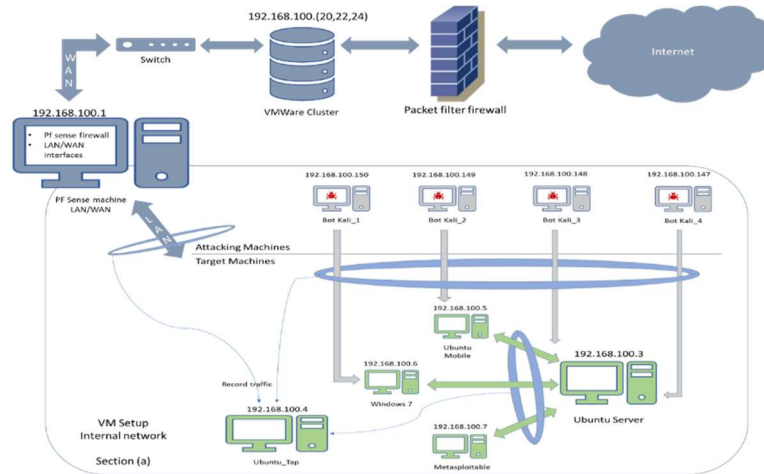 192.168.100.(20,22,24)
Internet
WAN
Switch
VMWare Cluster
Packet filter firewall
192.168.100.1
• Pf sense firewall
• LAN/WAN
interfaces
PF Sense machine
LAN/WAN
LAN
192.168.100.150
192.168.100.149
192.168.100.148
192.168.100.147
Bot Kali_1
Bot Kali_2
Bot Kali_3
Bot Kali_4
Attacking Machines
Target Machines
192.168.100.5
Ubuntu
Mobile
192.168.100.6
Windows 7
192.168.100.3
Ubuntu Server
Record traffic
192.168.100.4
Ubuntu_Tap
192.168.100.7
Metasploitable
VM Setup
Internal network
Section (a)